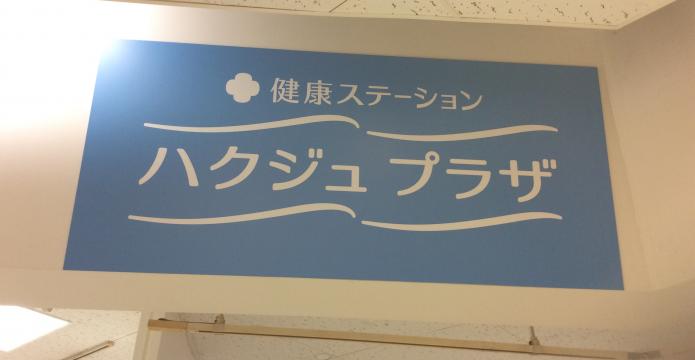 健康ステーション
ハクジュ プラザ